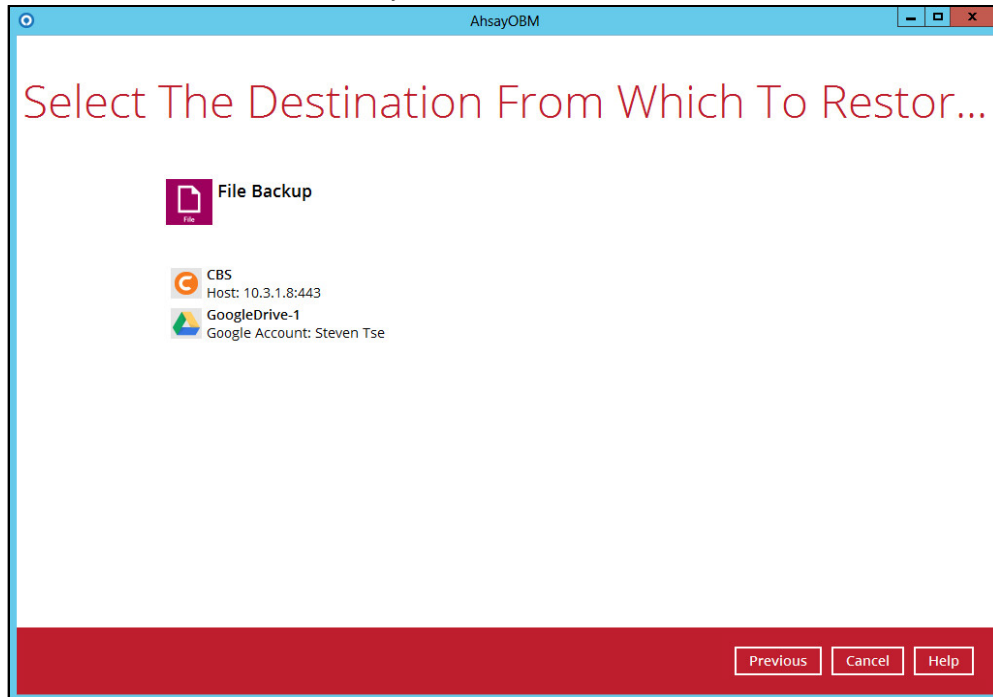 AhsayOBM
Select The Destination From Which To Restor...
File Backup
File
CBS
Host: 10.3.1.8:443
GoogleDrive-1
Google Account: Steven Tse
Previous Cancel Help